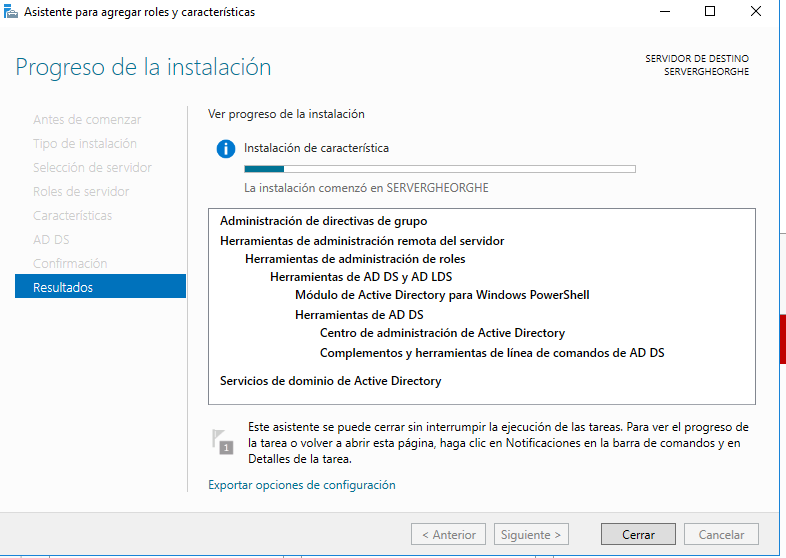 Asistente para agregar roles y características
Progreso de la instalación
SERVIDOR DE DESTINO
SERVERGHEORGHE
Antes de comenzar
Tipo de instalación
Selección de servidor
Roles de servidor
Características
AD DS
Confirmación
Resultados
Ver progreso de la instalación
Instalación de característica
La instalación comenzó en SERVERGHEORGHE
Administración de directivas de grupo
Herramientas de administración remota del servidor
Herramientas de administración de roles
Herramientas de AD DS y AD LDS
Módulo de Active Directory para Windows PowerShell
Herramientas de AD DS
Centro de administración de Active Directory
Complementos y herramientas de línea de comandos de AD DS
Servicios de dominio de Active Directory
1
Este asistente se puede cerrar sin interrumpir la ejecución de las tareas. Para ver el progreso de
la tarea o volver a abrir esta página, haga clic en Notificaciones en la barra de comandos y en
Detalles de la tarea.
Exportar opciones de configuración
< Anterior
Siguiente >
Cerrar
Cancelar